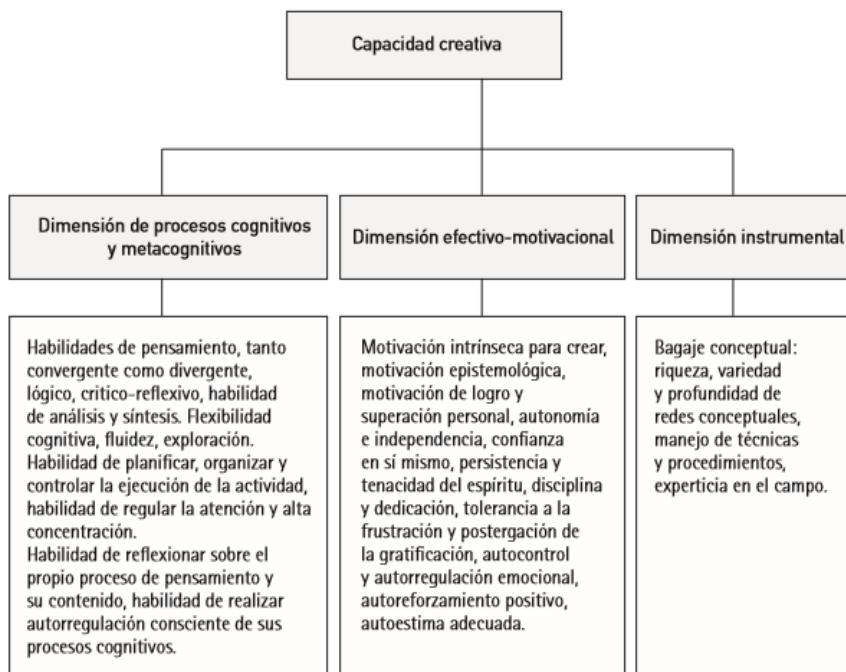 Capacidad creativa
Dimensión de procesos cognitivos
y metacognitivos
Dimensión efectivo-motivacional
Dimensión instrumental
Habilidades de pensamiento, tanto
convergente como divergente,
lógico, critico-reflexivo, habilidad
de análisis y síntesis. Flexibilidad
cognitiva, fluidez, exploración.
Habilidad de planificar, organizar y
controlar la ejecución de la actividad,
habilidad de regular la atención y alta
concentración.
Habilidad de reflexionar sobre el
propio proceso de pensamiento y
su contenido, habilidad de realizar
autorregulación consciente de sus
procesos cognitivos.
Motivación intrínseca para crear,
motivación epistemológica,
motivación de logro y
superación personal, autonomía
e independencia, confianza
en sí mismo, persistencia y
tenacidad del espíritu, disciplina
y dedicación, tolerancia a la
frustración y postergación de
la gratificación, autocontrol
y autorregulación emocional,
autoreforzamiento positivo,
autoestima adecuada.
Bagaje conceptual:
riqueza, variedad
y profundidad de
redes conceptuales,
manejo de técnicas
y procedimientos,
experticia en el campo.